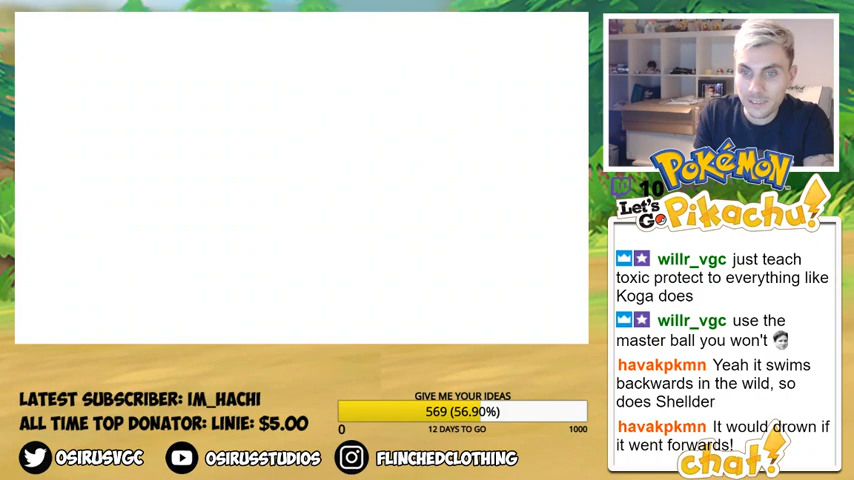 POKÉMON
10
Let's Go Pikachu!
willr_vgc just teach
toxic protect to everything like
Koga does
willr_vgc use the
master ball you won't
havakpkmn Yeah it swims
backwards in the wild, so
does Shellder
havakpkmn It would drown if
it went forwards!
chat!
LATEST SUBSCRIBER: IM_HACHI
ALL TIME TOP DONATOR: LINIE: $5.00
GIVE ME YOUR IDEAS
569 (56.90%)
0 12 DAYS TO GO 1000
OSIRUSVGC OSIRUSSTUDIOS FLINCHEDCLOTHING